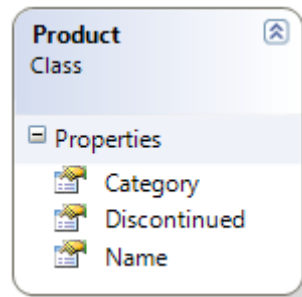 Product
Class
Properties
Category
Discontinued
Name